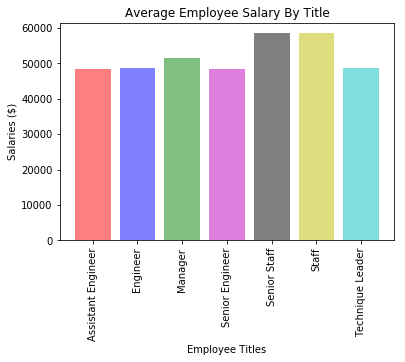 Average Employee Salary By Title
Salaries ($)
60000
50000
40000
30000
20000
10000
0
Assistant Engineer
Engineer
Manager
Senior Engineer
Senior Staff
Staff
Technique Leader
Employee Titles